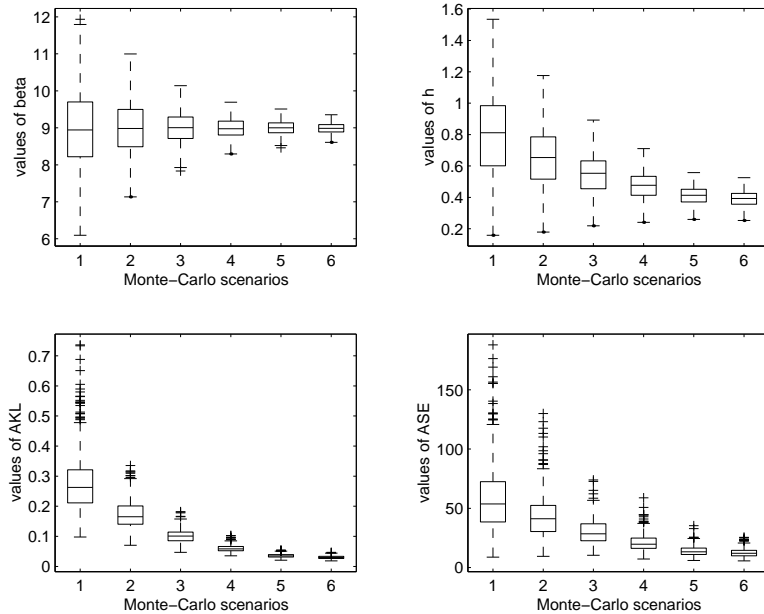 values of beta
12
11
10
9
8
7
6
1 2 3 4 5 6
Monte-Carlo scenarios
values of h
1.6
1.4
1.2
1
0.8
0.6
0.4
0.2
1 2 3 4 5 6
Monte-Carlo scenarios
values of AKL
0.7
0.6
0.5
0.4
0.3
0.2
0.1
0
1 2 3 4 5 6
Monte-Carlo scenarios
values of ASE
150
100
50
0
1 2 3 4 5 6
Monte-Carlo scenarios